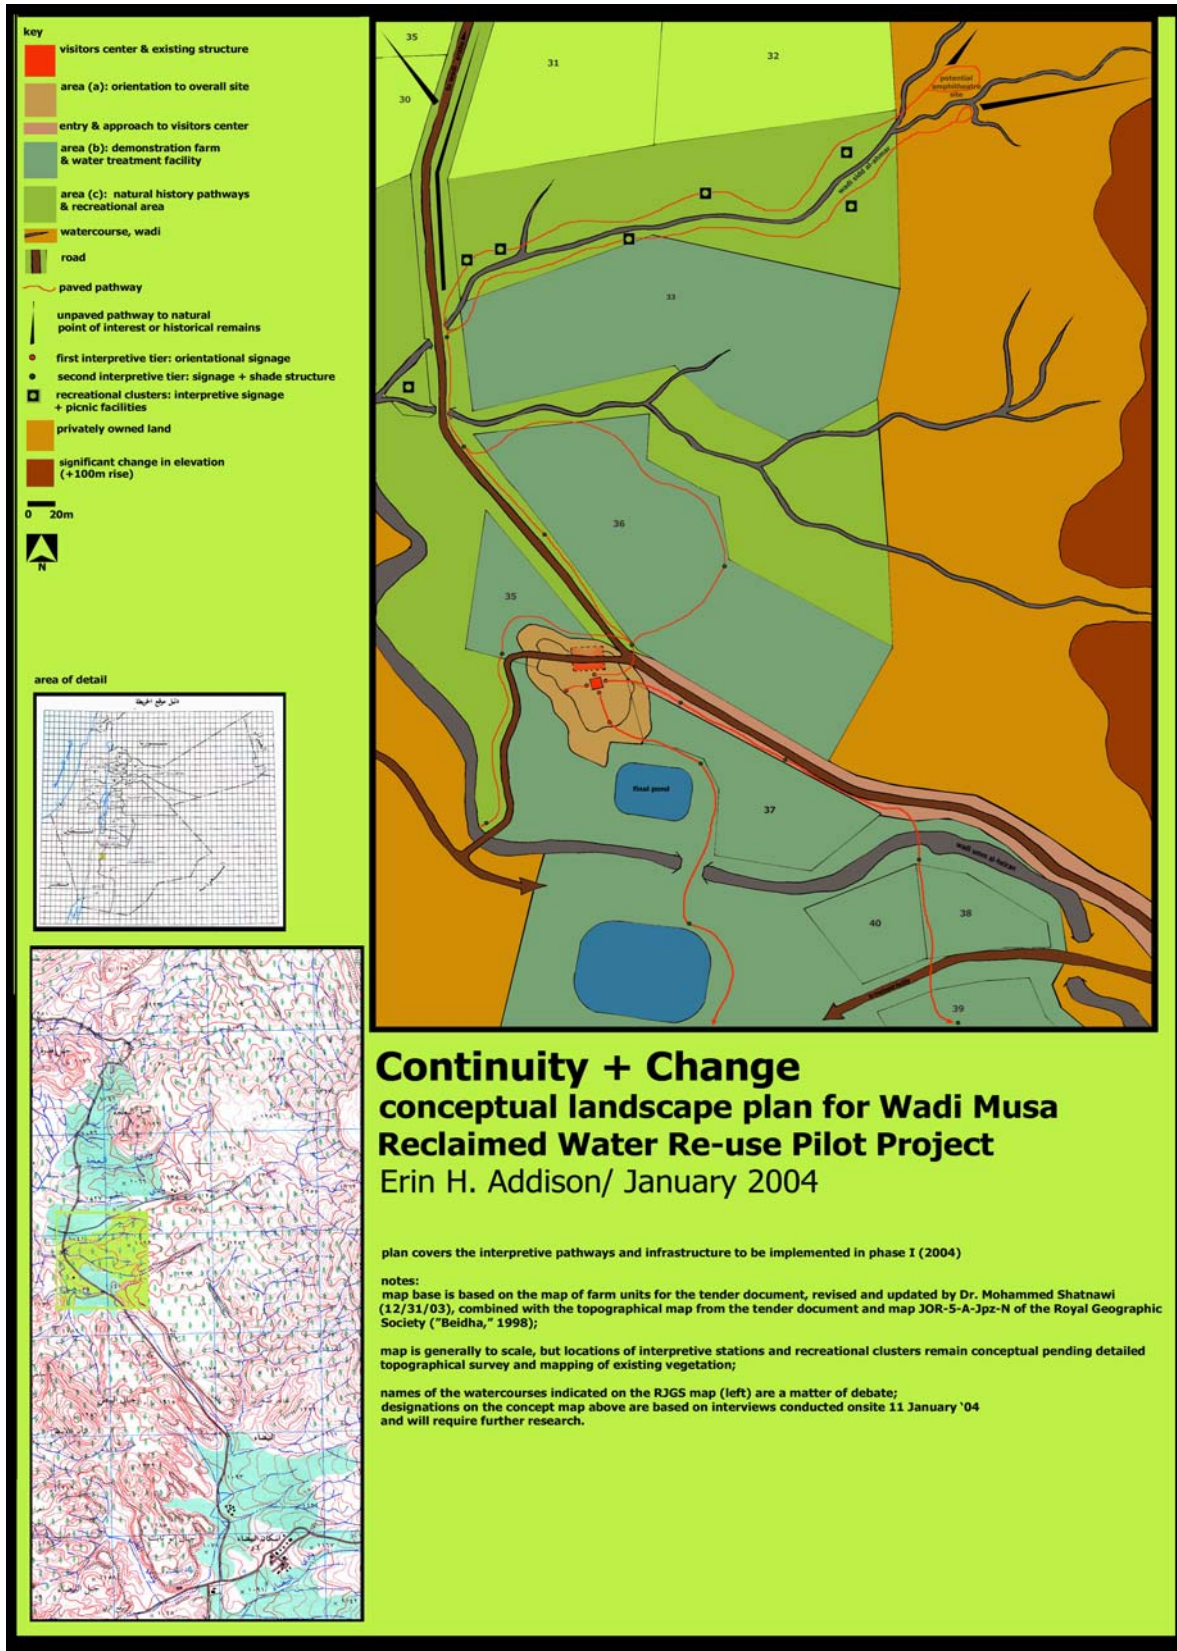 key
visitors center & existing structure
area (a): orientation to overall site
entry & approach to visitors center
area (b): demonstration farm
& water treatment facility
area (c): natural history pathways
& recreational area
watercourse, wadi
road
paved pathway
unpaved pathway to natural
point of interest or historical remains
first interpretive tier: orientational signage
second interpretive tier: signage + shade structure
recreational clusters: interpretive signage
+ picnic facilities
privately owned land
significant change in elevation
(+100m rise)
0 20m
N
area of detail
دليل موقع الخريطة
35
31
32
30
potential
amphitheatre
site
wadi sidd al-ahmar
33
36
35
final pond
37
wadi umm al-heiran
40
38
39
Continuity + Change
conceptual landscape plan for Wadi Musa
Reclaimed Water Re-use Pilot Project
Erin H. Addison/ January 2004
plan covers the interpretive pathways and infrastructure to be implemented in phase I (2004)
notes:
map base is based on the map of farm units for the tender document, revised and updated by Dr. Mohammed Shatnawi
(12/31/03), combined with the topographical map from the tender document and map JOR-5-A-Jpz-N of the Royal Geographic
Society ("Beidha," 1998);
map is generally to scale, but locations of interpretive stations and recreational clusters remain conceptual pending detailed
topographical survey and mapping of existing vegetation;
names of the watercourses indicated on the RJGS map (left) are a matter of debate;
designations on the concept map above are based on interviews conducted onsite 11 January '04
and will require further research.